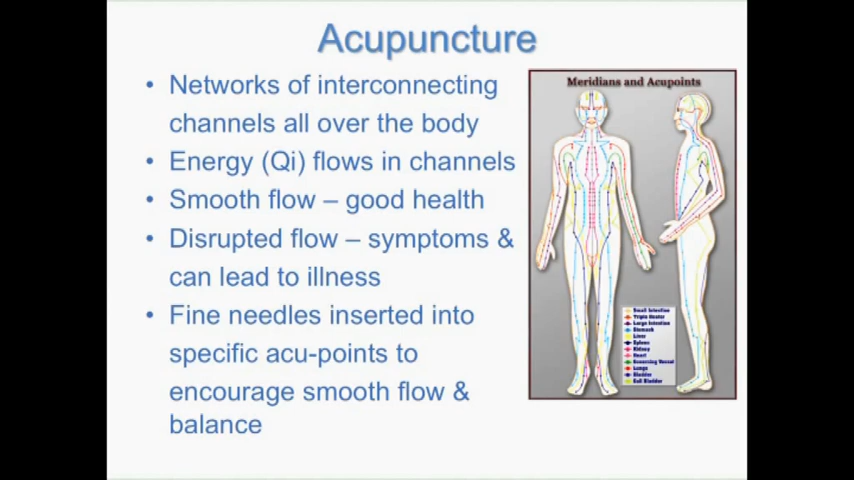 Acupuncture
• Networks of interconnecting
channels all over the body
• Energy (Qi) flows in channels
• Smooth flow – good health
• Disrupted flow – symptoms &
can lead to illness
• Fine needles inserted into
specific acu-points to
encourage smooth flow &
balance
Meridians and Acupoints
Small Intestine
Triple Heater
Large Intestine
Stomach
Liver
Spleen
Kidney
Heart
Governing Vessel
Lungs
Bladder
Gall Bladder